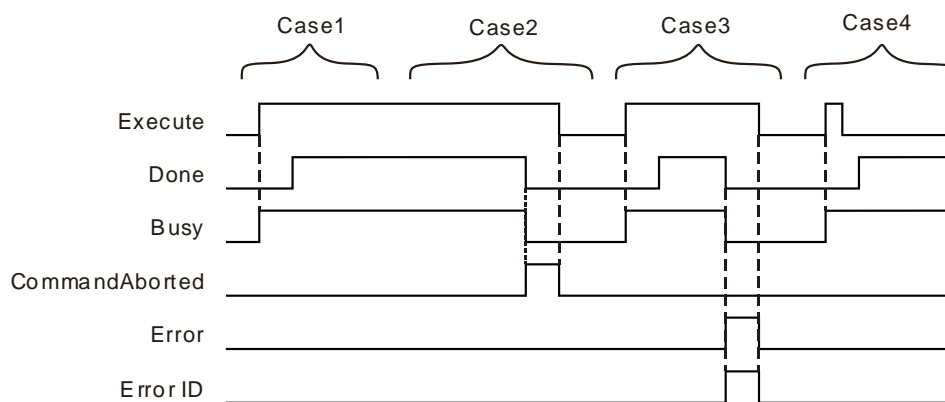 Case1 Case2 Case3 Case4
Execute
Done
Busy
CommandAborted
Error
Error ID